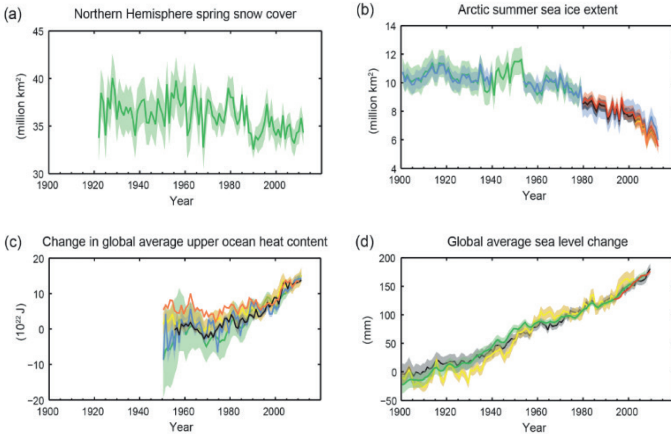 (a) Northern Hemisphere spring snow cover
45
40
35
30
(million km²)
1900 1920 1940 1960 1980 2000
Year
(b) Arctic summer sea ice extent
14
12
10
8
6
4
(million km²)
1900 1920 1940 1960 1980 2000
Year
(c) Change in global average upper ocean heat content
20
10
0
−10
−20
(10²² J)
1900 1920 1940 1960 1980 2000
Year
(d) Global average sea level change
200
150
100
50
0
−50
(mm)
1900 1920 1940 1960 1980 2000
Year